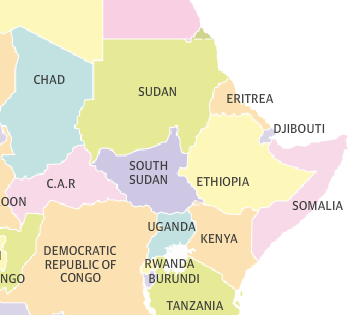 CHAD
SUDAN
ERITREA
DJIBOUTI
SOUTH
SUDAN
ETHIOPIA
C.A.R
OON
SOMALIA
UGANDA
KENYA
DEMOCRATIC
REPUBLIC OF
CONGO
RWANDA
BURUNDI
NGO
TANZANIA